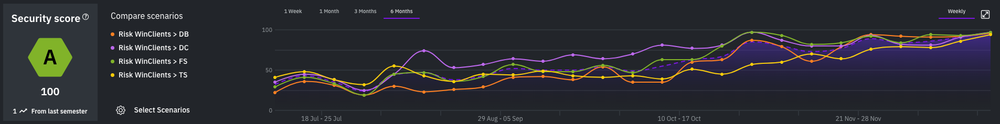 Security score ?
A
100
1 From last semester
Compare scenarios
Risk WinClients > DB
Risk WinClients > DC
Risk WinClients > FS
Risk WinClients > TS
Select Scenarios
1 Week 1 Month 3 Months 6 Months
Weekly
100
50
0
18 Jul - 25 Jul 29 Aug - 05 Sep 10 Oct - 17 Oct 21 Nov - 28 Nov